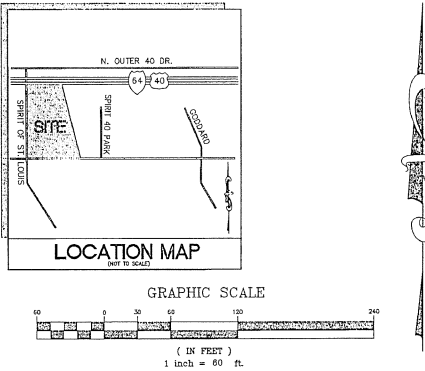 N. OUTER 40 DR.
64 40
SPIRIT OF ST. LOUIS
SITE
SPIRIT 40 PARK
GODDARD
LOCATION MAP
(NOT TO SCALE)
GRAPHIC SCALE
60 0 30 60 120 240
( IN FEET )
1 inch = 60 ft.